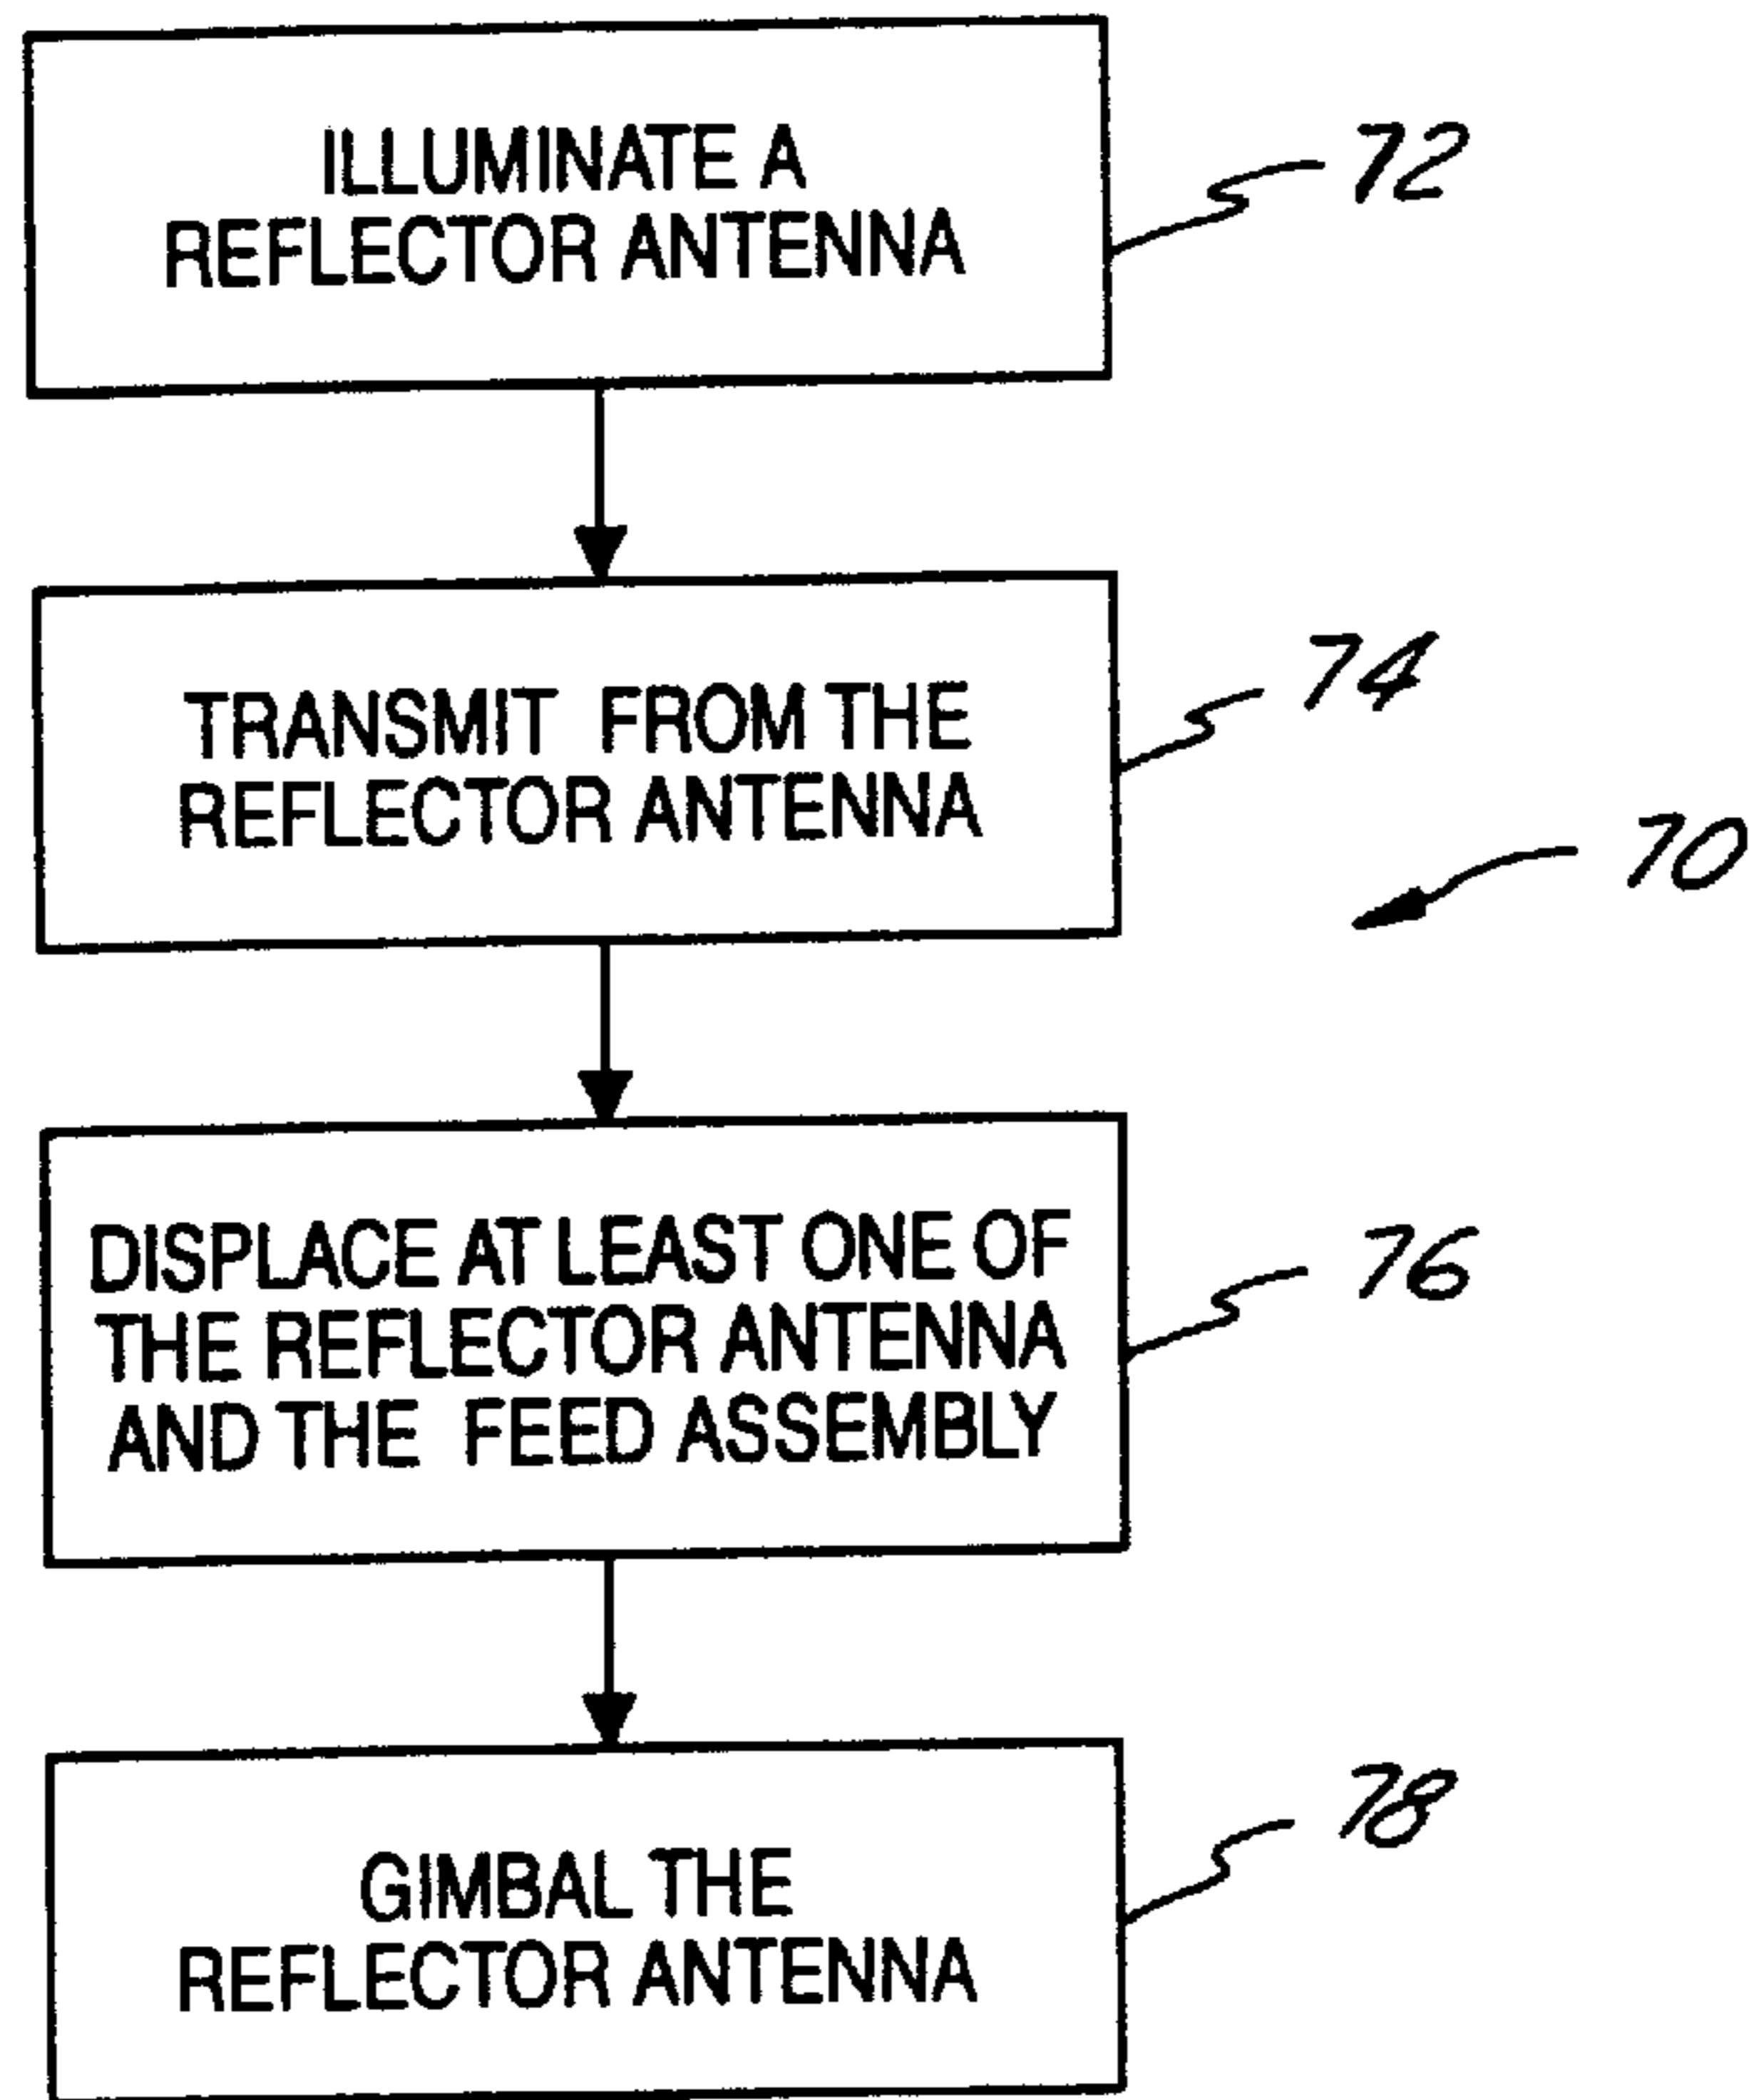 ILLUMINATE A
REFLECTOR ANTENNA
72
TRANSMIT FROM THE
REFLECTOR ANTENNA
74
70
DISPLACE AT LEAST ONE OF
THE REFLECTOR ANTENNA
AND THE FEED ASSEMBLY
76
GIMBAL THE
REFLECTOR ANTENNA
78